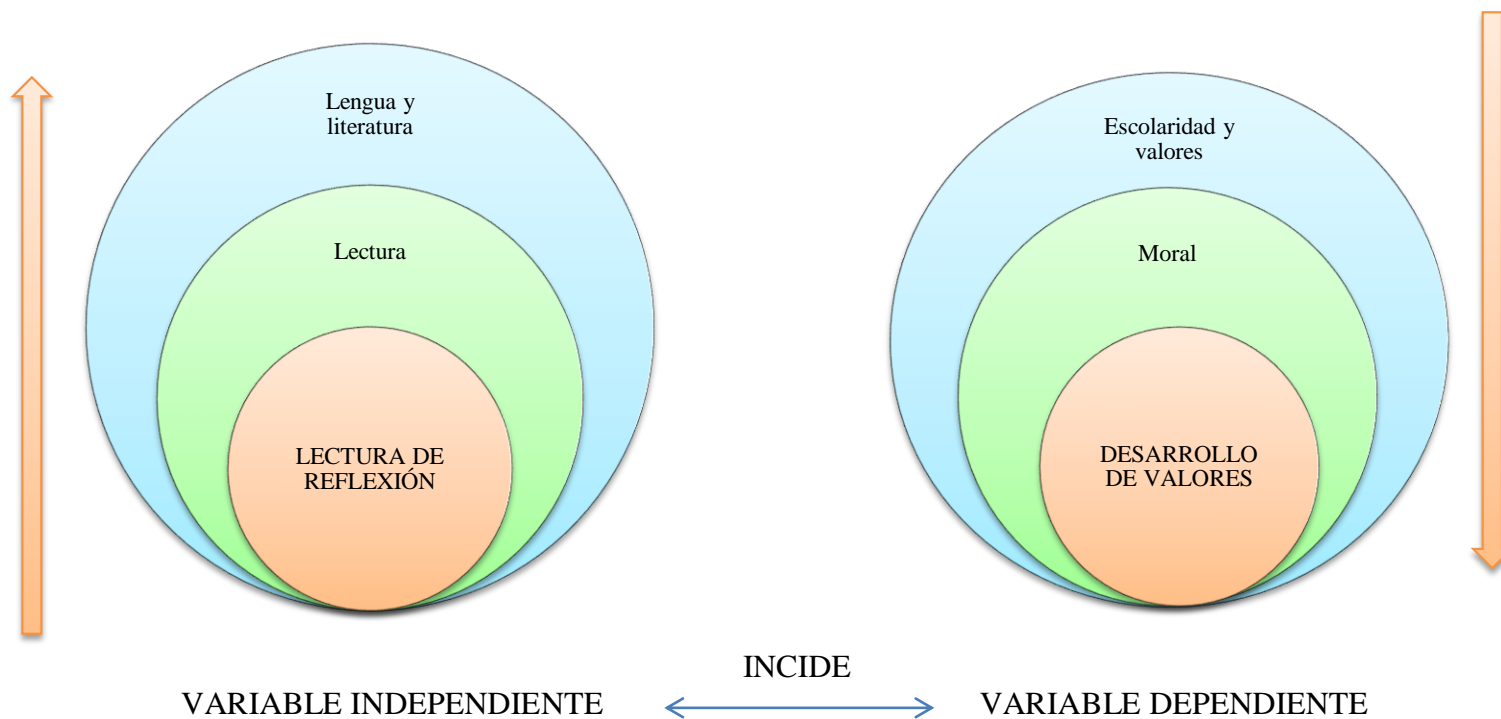 Lengua y
literatura
Lectura
LECTURA DE
REFLEXIÓN
Escolaridad y
valores
Moral
DESARROLLO
DE VALORES
INCIDE
VARIABLE INDEPENDIENTE
VARIABLE DEPENDIENTE